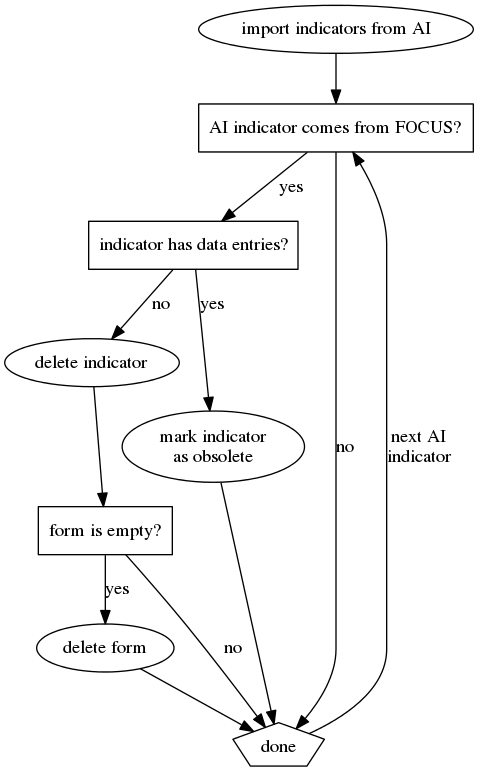 import indicators from AI
AI indicator comes from FOCUS?
yes
indicator has data entries?
no
yes
delete indicator
mark indicator
as obsolete
no
next AI
indicator
form is empty?
yes
no
delete form
done